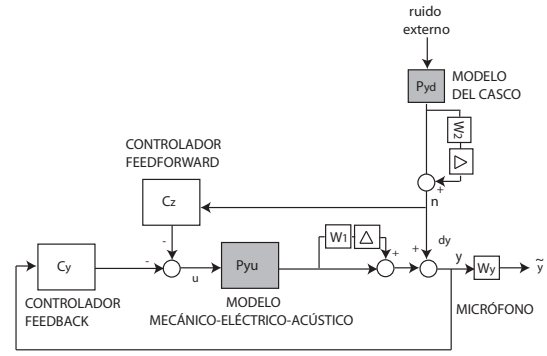 ruido
externo
Pyd
MODELO
DEL CASCO
W2
△
+
n
CONTROLADOR
FEEDFORWARD
Cz
-
W1
△
+
+
+
dy
y
Wy
ỹ
Cy
-
u
Pyu
CONTROLADOR
FEEDBACK
MODELO
MECÁNICO-ELÉCTRICO-ACÚSTICO
MICRÓFONO